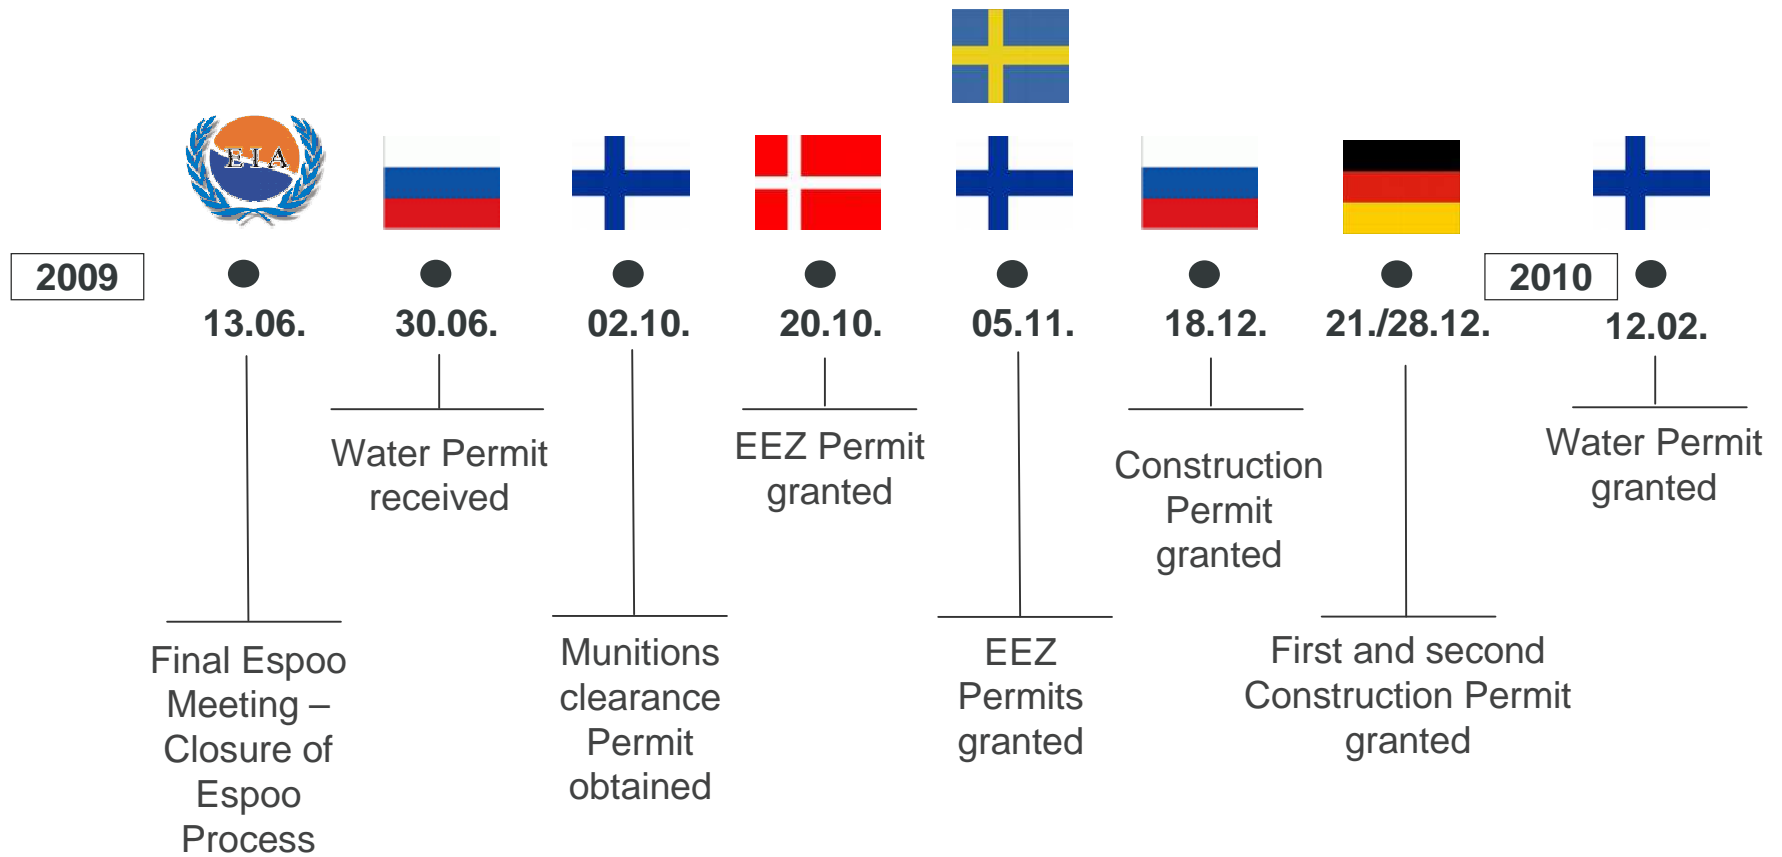 EIA
2009
13.06.
30.06.
02.10.
20.10.
05.11.
18.12.
21./28.12.
2010
12.02.
Final Espoo
Meeting –
Closure of
Espoo
Process
Water Permit
received
Munitions
clearance
Permit
obtained
EEZ Permit
granted
EEZ
Permits
granted
Construction
Permit
granted
First and second
Construction Permit
granted
Water Permit
granted